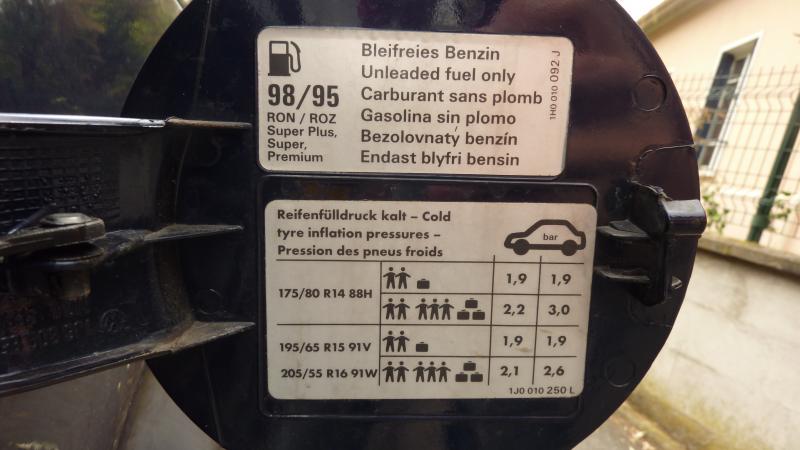 Bleifreies Benzin
Unleaded fuel only
98/95
Carburant sans plomb
RON / ROZ
Gasolina sin plomo
Super Plus,
Super,
Bezolovnatý benzín
Premium
Endast blyfri bensin
1H0 010 092 J
Reifenfülldruck kalt – Cold
tyre inflation pressures –
Pression des pneus froids
bar
175/80 R14 88H
1,9 1,9
2,2 3,0
195/65 R15 91V
1,9 1,9
205/55 R16 91W
2,1 2,6
1J0 010 250 L